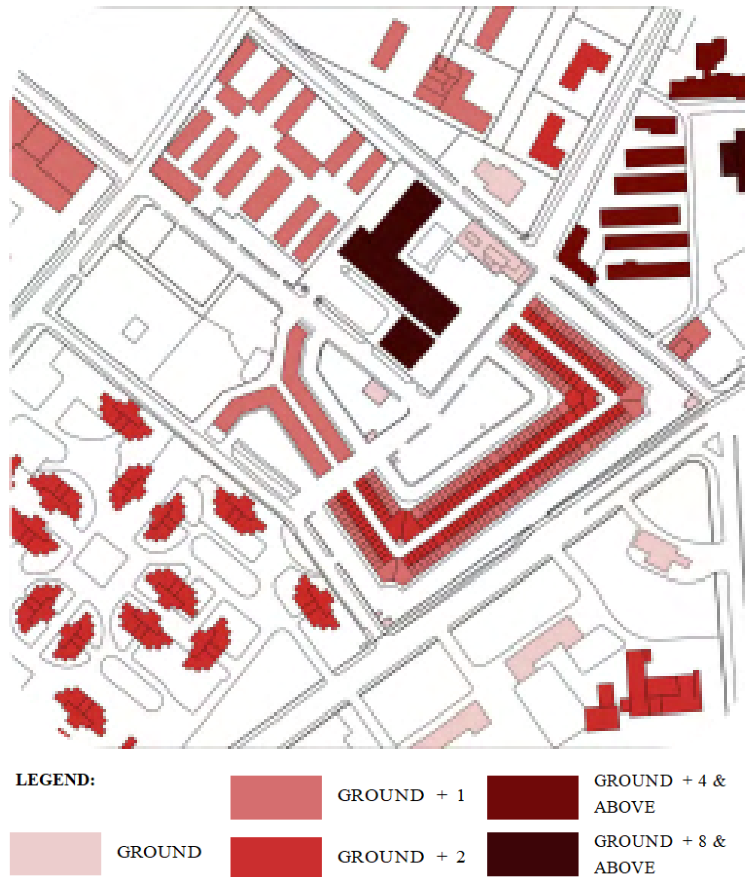 LEGEND:
GROUND
GROUND + 1
GROUND + 2
GROUND + 4 &
ABOVE
GROUND + 8 &
ABOVE